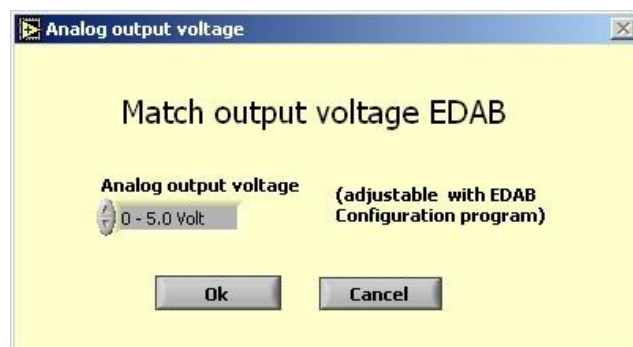 Analog output voltage
Match output voltage EDAB
Analog output voltage
0 - 5.0 Volt
(adjustable with EDAB
Configuration program)
Ok
Cancel